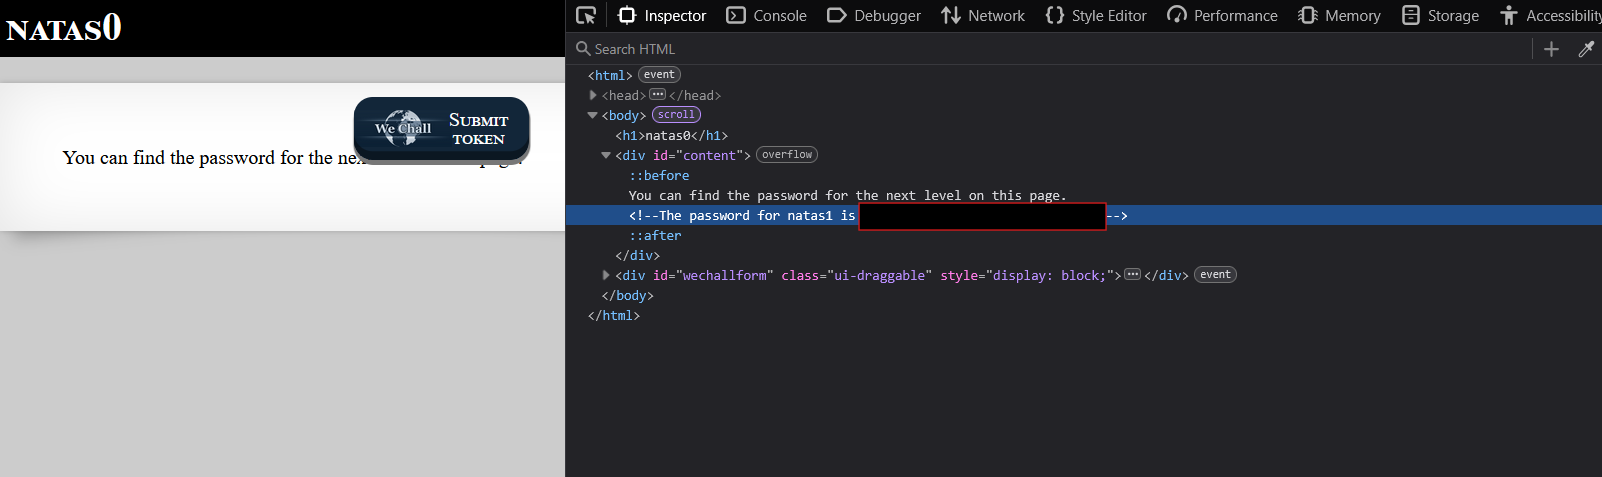 NATAS0
We Chall
SUBMIT
TOKEN
You can find the password for the
Inspector Console Debugger Network Style Editor Performance Memory Storage Accessibility
Search HTML
<html> event
<head> ... </head>
<body> scroll
<h1>natas0</h1>
<div id="content"> overflow
::before
You can find the password for the next level on this page.
<!--The password for natas1 is -->
::after
</div>
<div id="wechallform" class="ui-draggable" style="display: block;"> ... </div> event
</body>
</html>